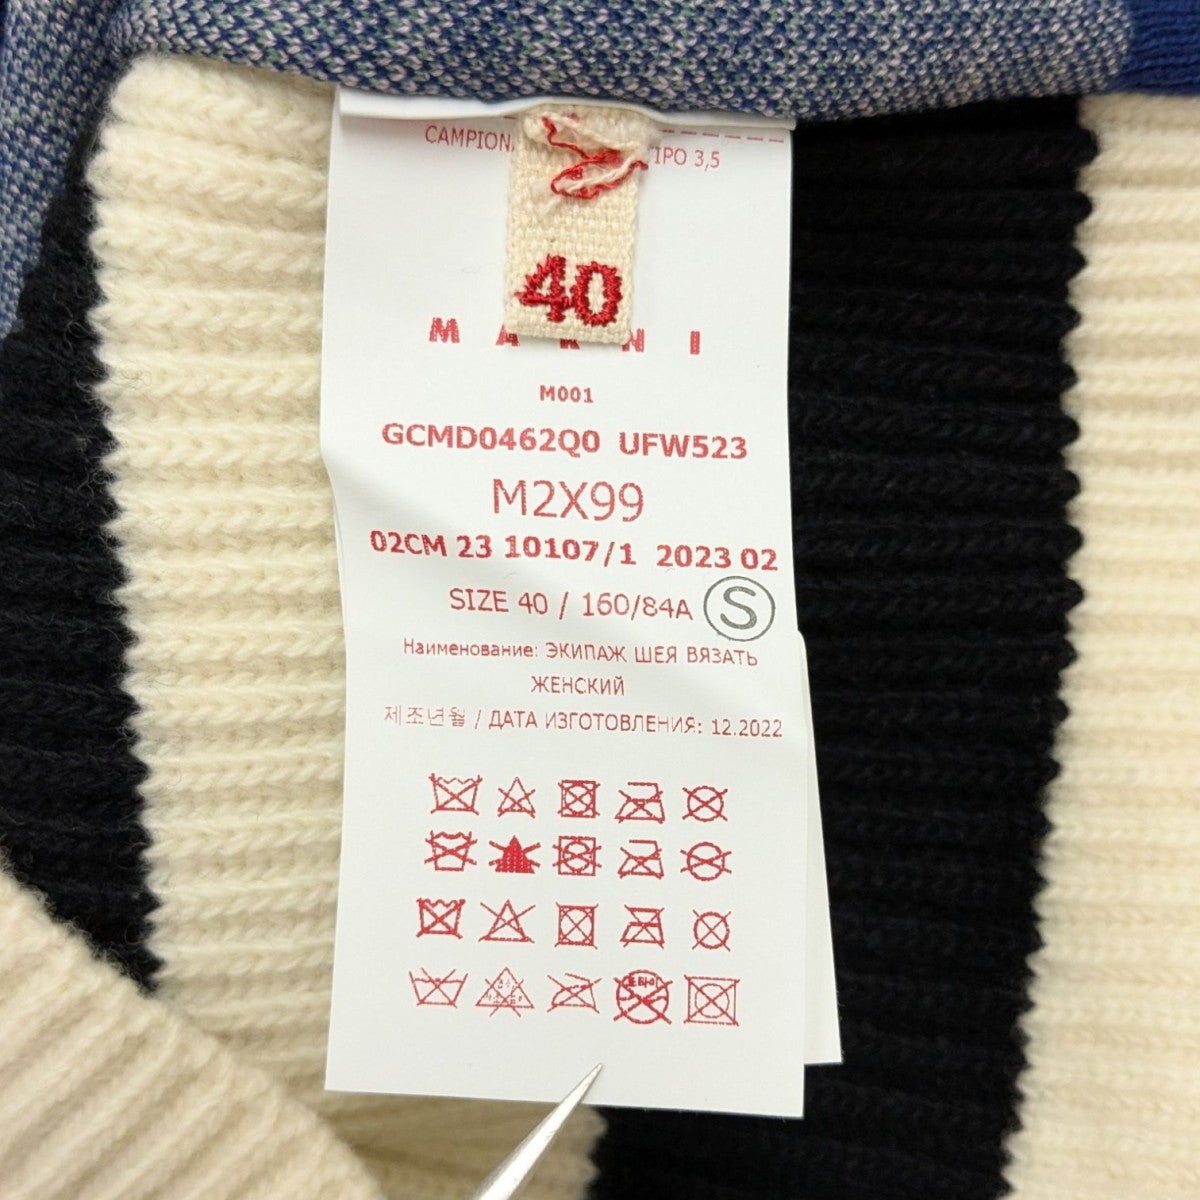 CAMPION TIPO 3,5
40
MARNI
M001
GCMD0462Q0 UFW523
M2X99
02CM 23 10107/1 2023 02
SIZE 40 / 160/84A S
Наименование: ЭКИПАЖ ШЕЯ ВЯЗАТЬ
ЖЕНСКИЙ
제조년월 / ДАТА ИЗГОТОВЛЕНИЯ: 12.2022